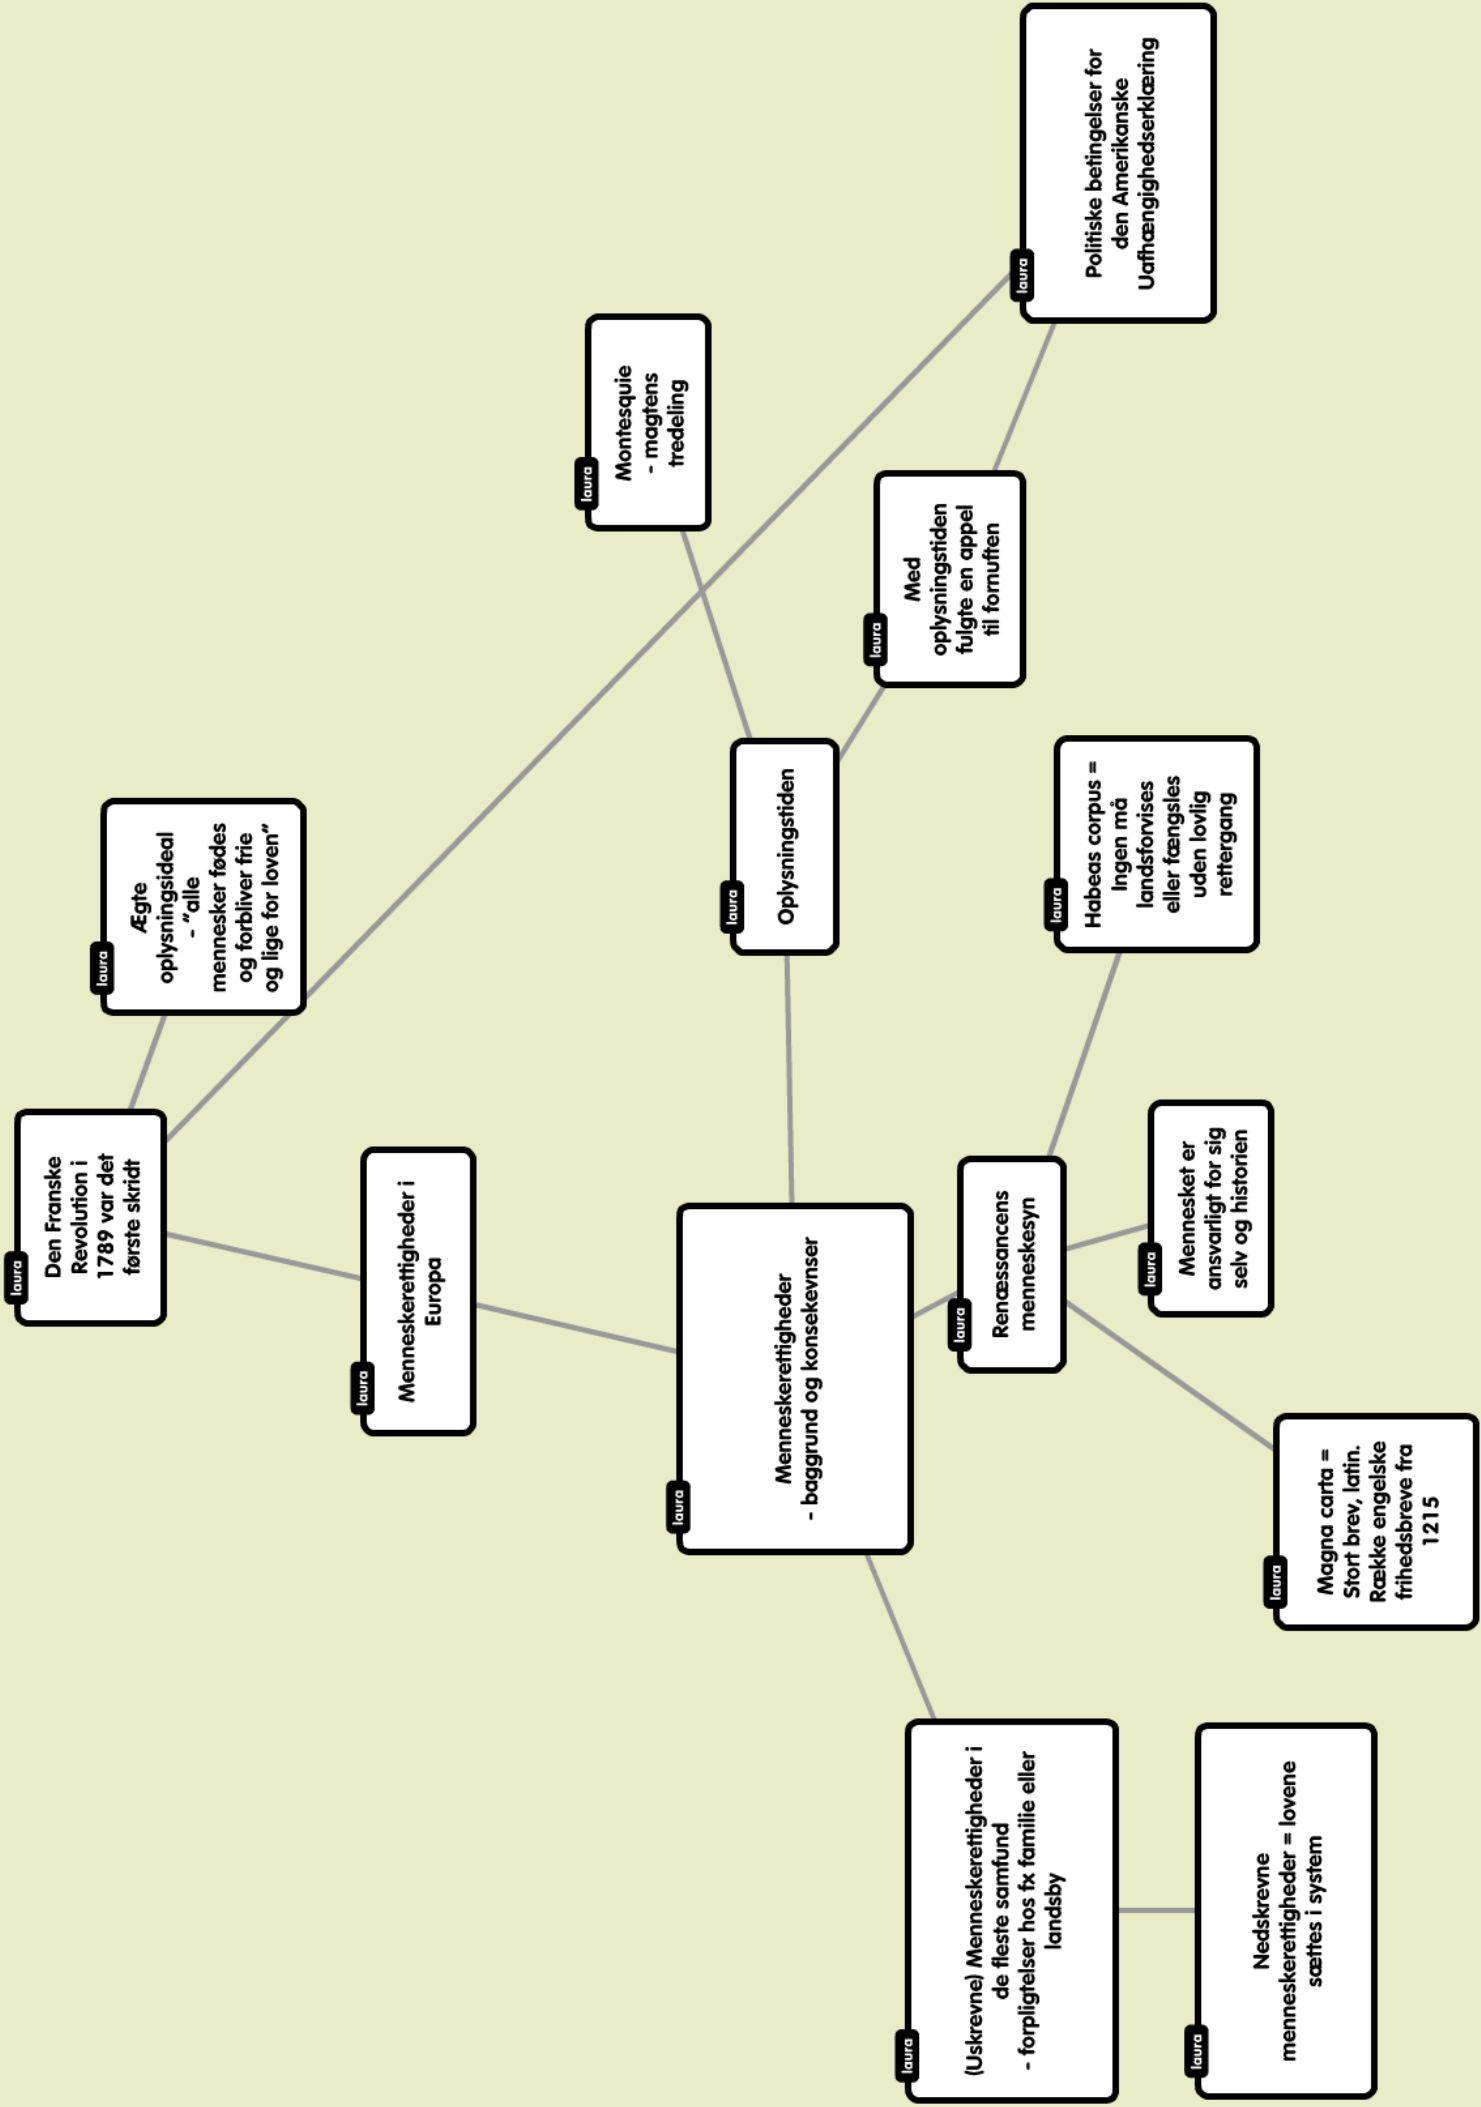 laura
Den Franske
Revolution i
1789 var det
første skridt
laura
Ægte
oplysningsideal
- "alle
mennesker fødes
og forbliver frie
og lige for loven"
laura
Menneskerettigheder i
Europa
laura
Montesquie
- magtens
tredeling
laura
Menneskerettigheder
- baggrund og konsekevnser
laura
Oplysningstiden
laura
Med
oplysningstiden
fulgte en appel
til fornuften
laura
Politiske betingelser for
den Amerikanske
Uafhængighedserklæring
laura
(Uskrevne) Menneskerettigheder i
de fleste samfund
- forpligtelser hos fx familie eller
landsby
laura
Renæssancens
menneskesyn
laura
Habeas corpus =
Ingen må
landsforvises
eller fængsles
uden lovlig
rettergang
laura
Mennesket er
ansvarligt for sig
selv og historien
laura
Nedskrevne
menneskerettigheder = lovene
sættes i system
laura
Magna carta =
Stort brev, latin.
Række engelske
frihedsbreve fra
1215